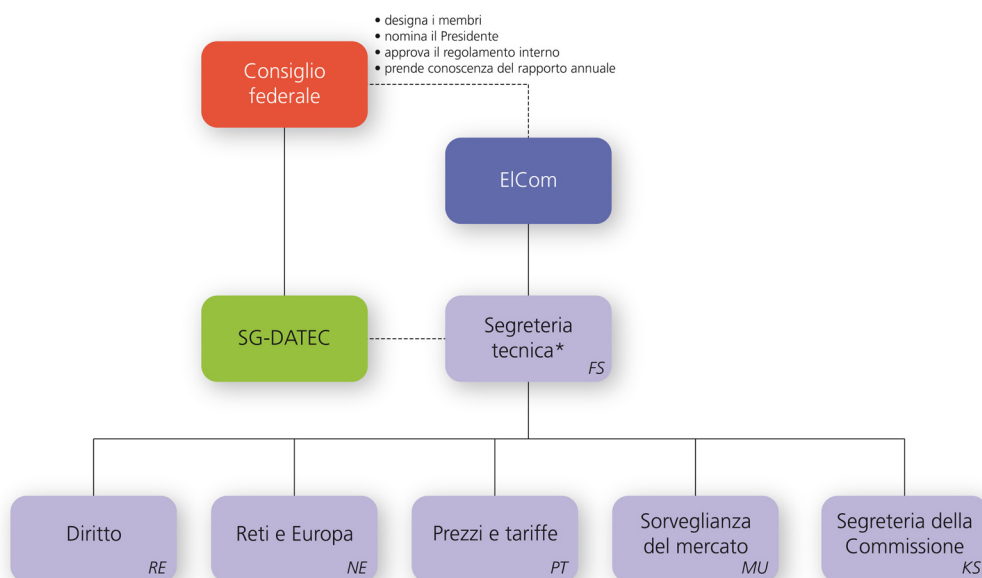 • designa i membri
• nomina il Presidente
• approva il regolamento interno
• prende conoscenza del rapporto annuale
Consiglio
federale
ElCom
SG-DATEC
Segreteria
tecnica*
FS
Diritto
RE
Reti e Europa
NE
Prezzi e tariffe
PT
Sorveglianza
del mercato
MU
Segreteria della
Commissione
KS